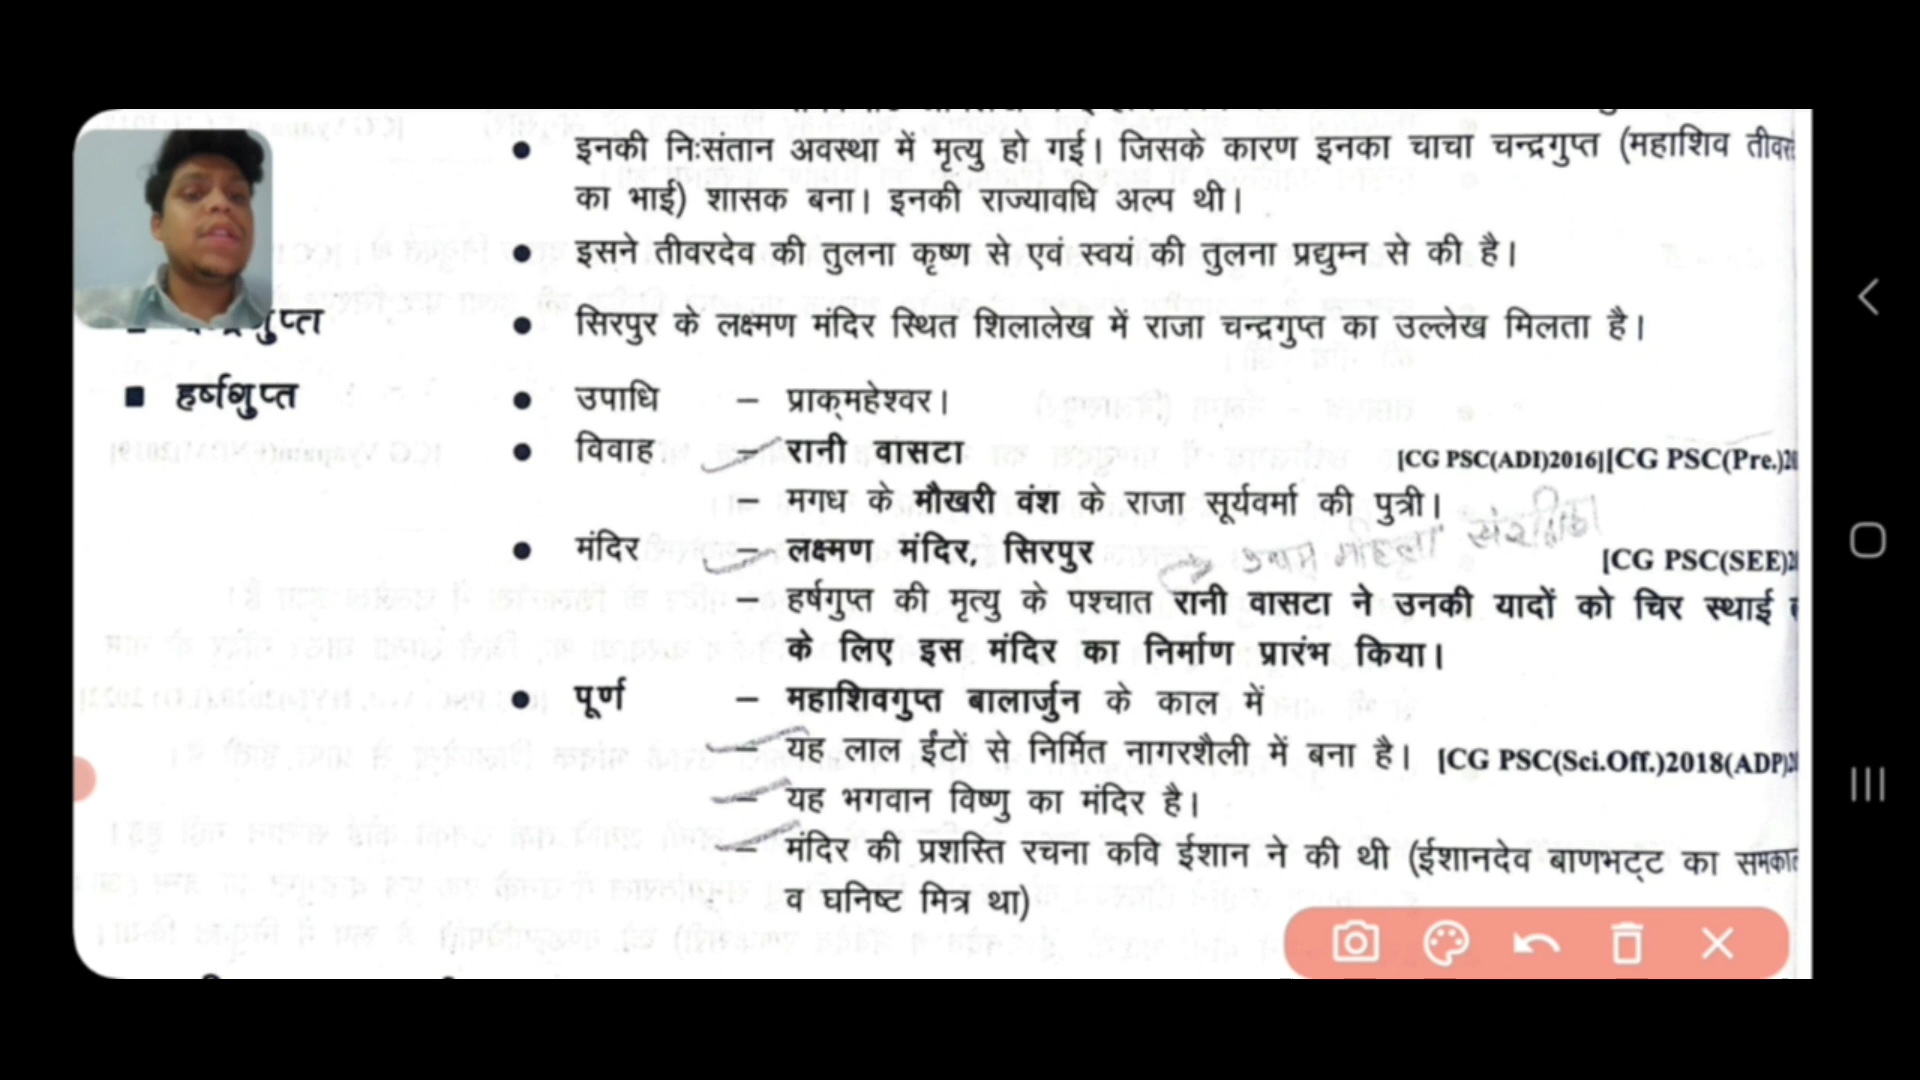 इनकी निःसंतान अवस्था में मृत्यु हो गई। जिसके कारण इनका चाचा चन्द्रगुप्त (महाशिव
का भाई) शासक बना। इनकी राज्यावधि अल्प थी।
इसने तीवरदेव की तुलना कृष्ण से एवं स्वयं की तुलना प्रद्युम्न से की है।
सिरपुर के लक्ष्मण मंदिर स्थित शिलालेख में राजा चन्द्रगुप्त का उल्लेख मिलता है।
■ हर्षगुप्त
● उपाधि – प्राक्महेश्वर।
● विवाह – रानी वासटा [CG PSC(ADI)2016][CG PSC(Pre.)
– मगध के मौखरी वंश के राजा सूर्यवर्मा की पुत्री।
● मंदिर – लक्ष्मण मंदिर, सिरपुर [CG PSC(SEE)
– हर्षगुप्त की मृत्यु के पश्चात रानी वासटा ने उनकी यादों को चिर स्थाई
के लिए इस मंदिर का निर्माण प्रारंभ किया।
● पूर्ण – महाशिवगुप्त बालार्जुन के काल में
– यह लाल ईंटों से निर्मित नागरशैली में बना है। [CG PSC(Sci.Off.)2018(ADP)
– यह भगवान विष्णु का मंदिर है।
– मंदिर की प्रशस्ति रचना कवि ईशान ने की थी (ईशानदेव बाणभट्ट का
व घनिष्ट मित्र था)